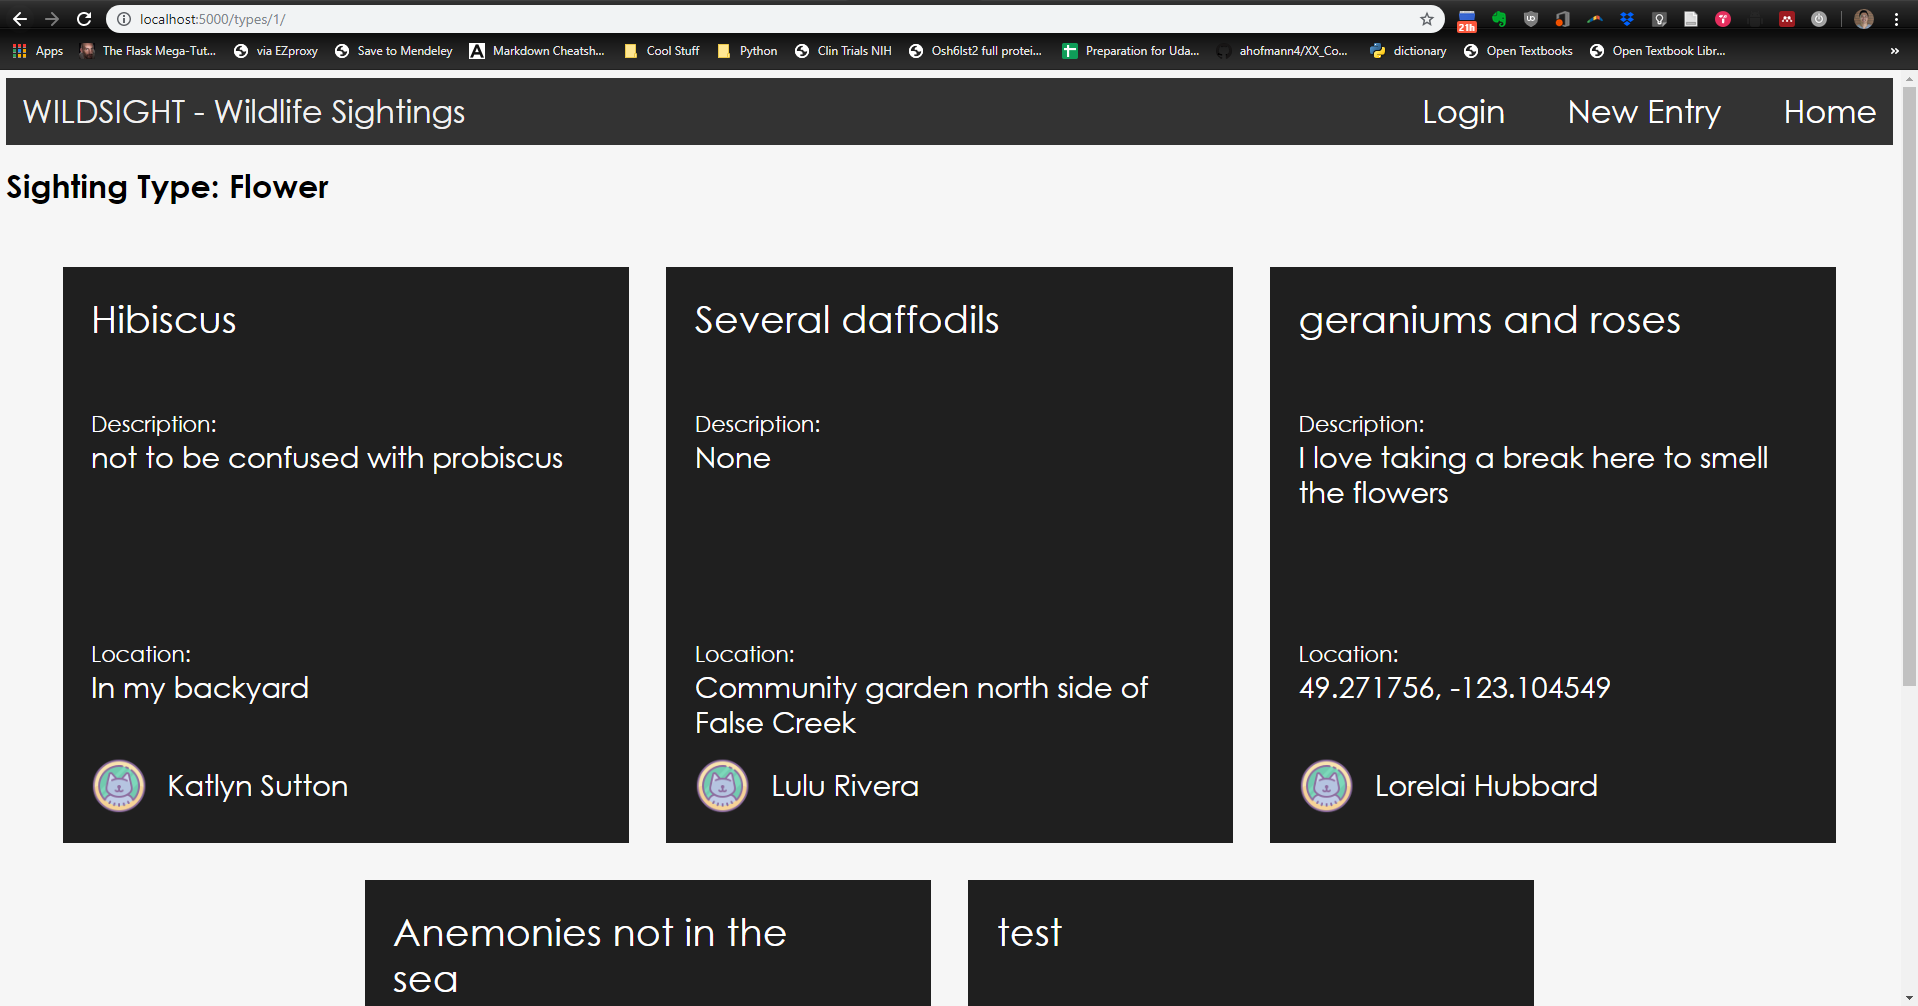 localhost:5000/types/1/
21h
Apps The Flask Mega-Tut... via EZproxy Save to Mendeley Markdown Cheatsh... Cool Stuff Python Clin Trials NIH Osh6lst2 full protei... Preparation for Uda... ahofmann4/XX_Co... dictionary Open Textbooks Open Textbook Libr... »
WILDSIGHT - Wildlife Sightings Login New Entry Home
Sighting Type: Flower
Hibiscus
Description:
not to be confused with probiscus
Location:
In my backyard
Katlyn Sutton
Several daffodils
Description:
None
Location:
Community garden north side of
False Creek
Lulu Rivera
geraniums and roses
Description:
I love taking a break here to smell
the flowers
Location:
49.271756, -123.104549
Lorelai Hubbard
Anemonies not in the
sea
test